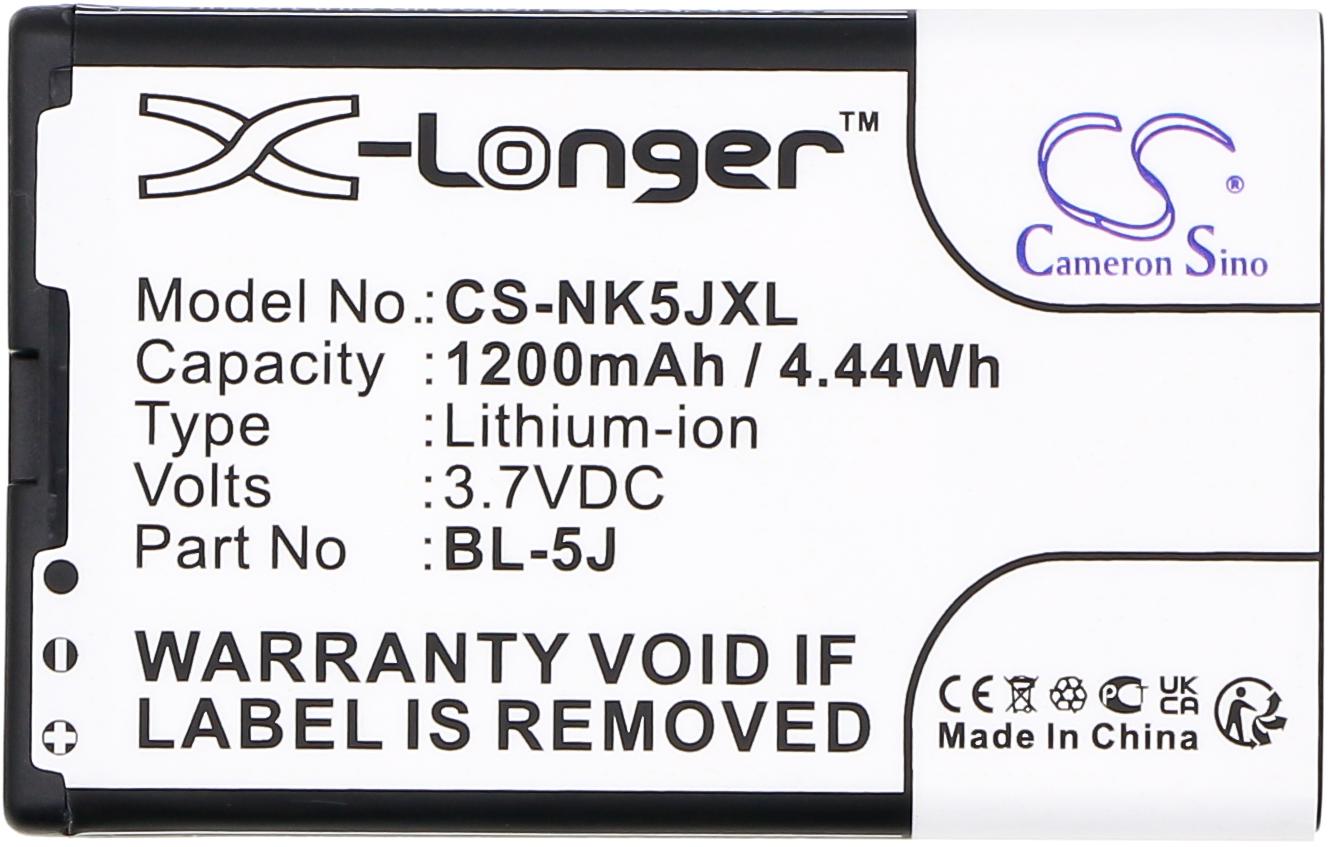 X-Longer™
CS®
Cameron Sino
Model No.: CS-NK5JXL
Capacity : 1200mAh / 4.44Wh
Type : Lithium-ion
Volts : 3.7VDC
Part No : BL-5J
WARRANTY VOID IF
LABEL IS REMOVED
CE PCT UK
CA
Made In China